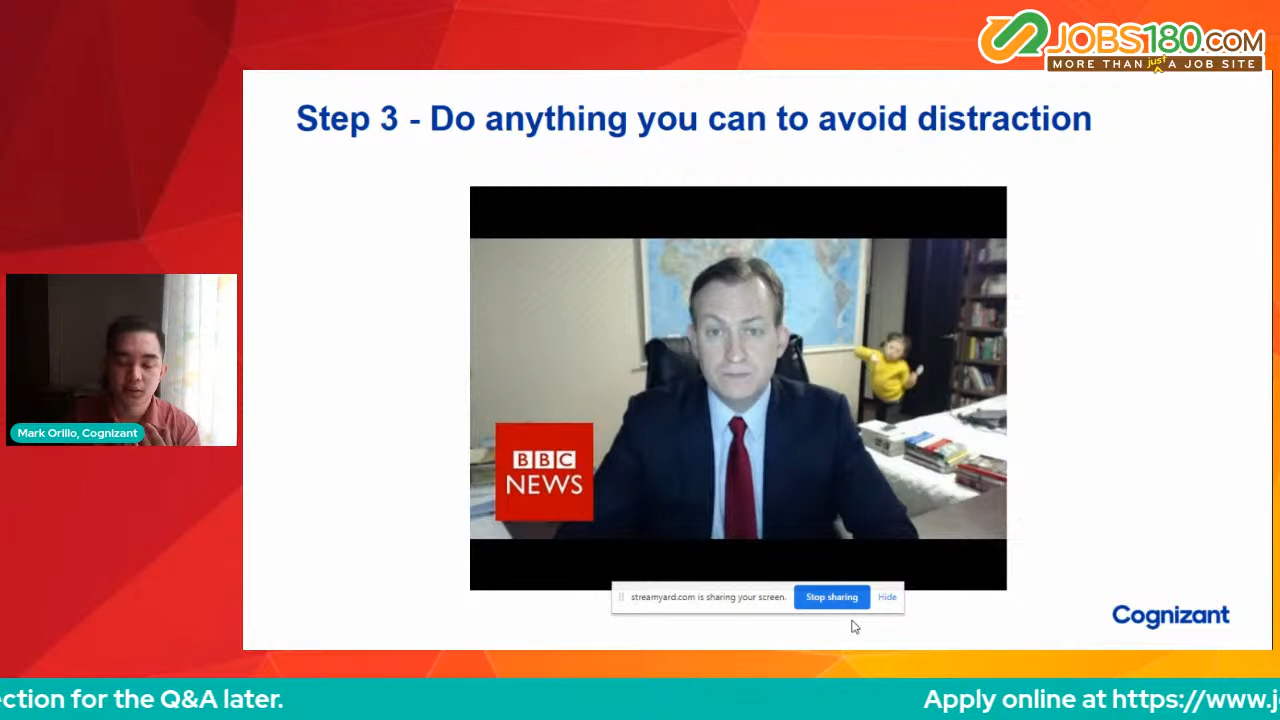 JOBS180.COM
MORE THAN just A JOB SITE
Step 3 - Do anything you can to avoid distraction
BBC
NEWS
Mark Orillo, Cognizant
streamyard.com is sharing your screen.
Stop sharing
Hide
Cognizant
ection for the Q&A later.
Apply online at https://www.j